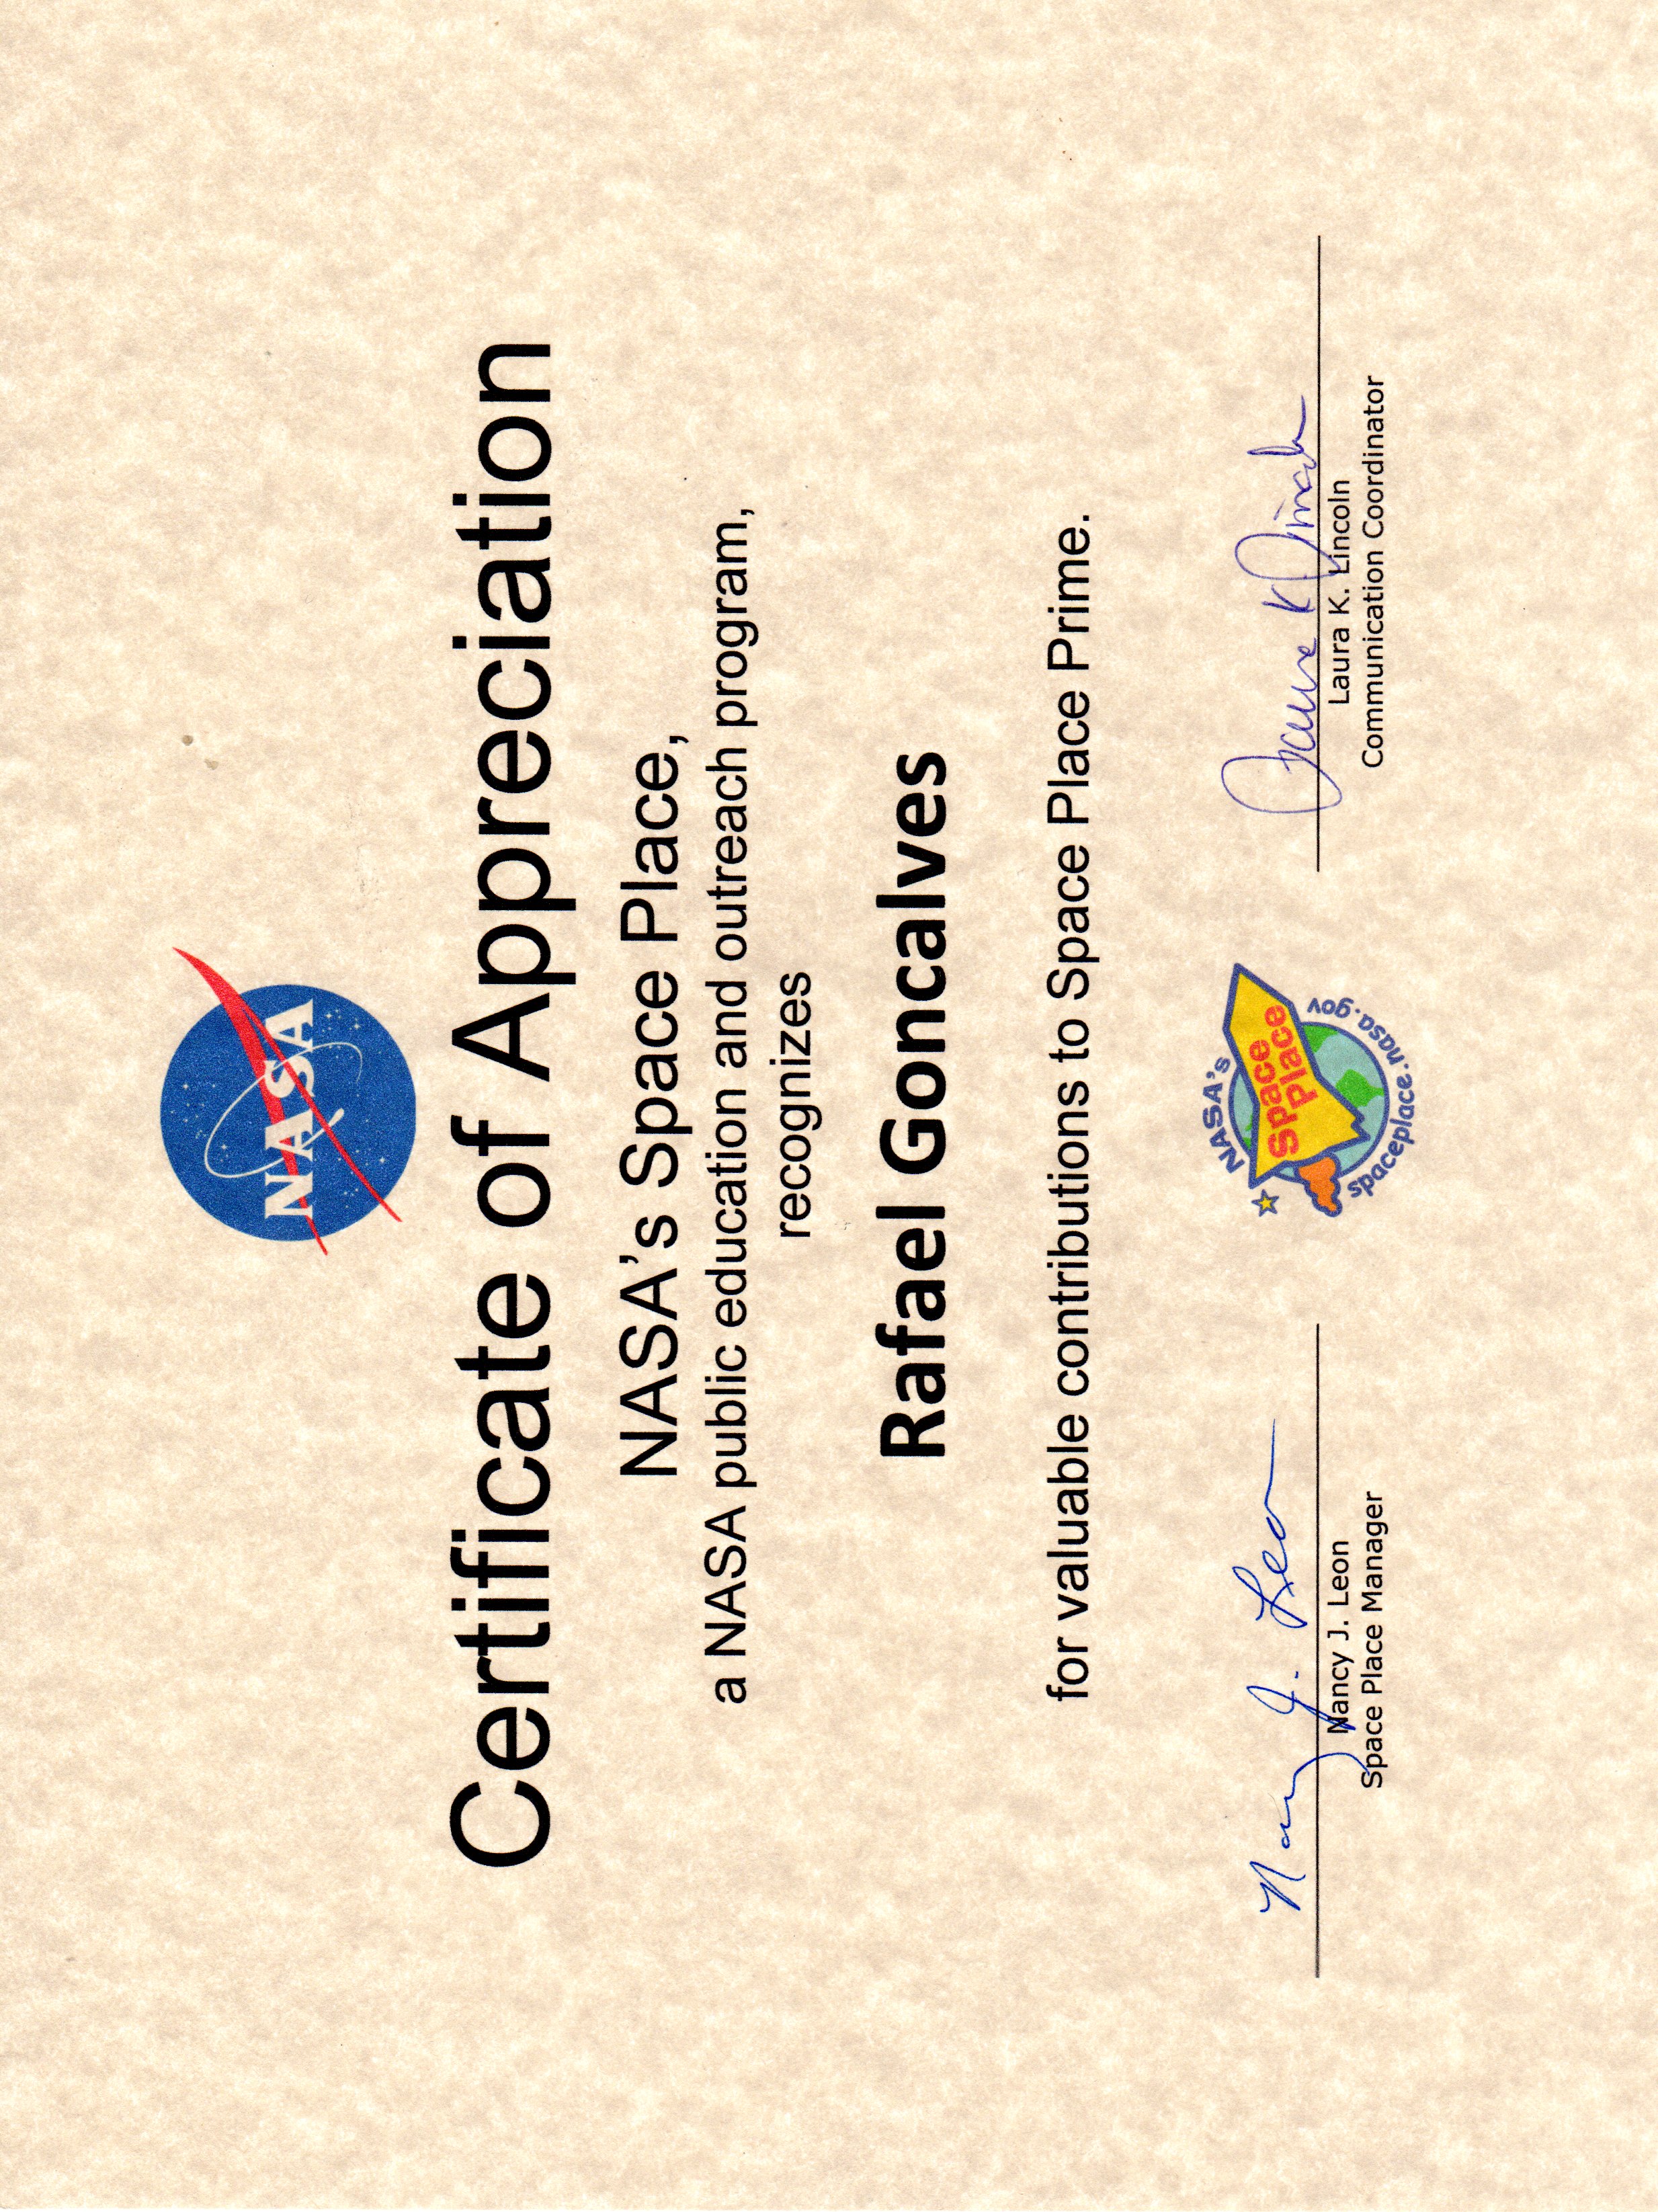 NASA
Certificate of Appreciation
NASA's Space Place,
a NASA public education and outreach program,
recognizes
Rafael Goncalves
for valuable contributions to Space Place Prime.
Nancy J. Leon
Nancy J. Leon
Space Place Manager
NASA's
Space
Place
spaceplace.nasa.gov
Laura K. Lincoln
Laura K. Lincoln
Communication Coordinator